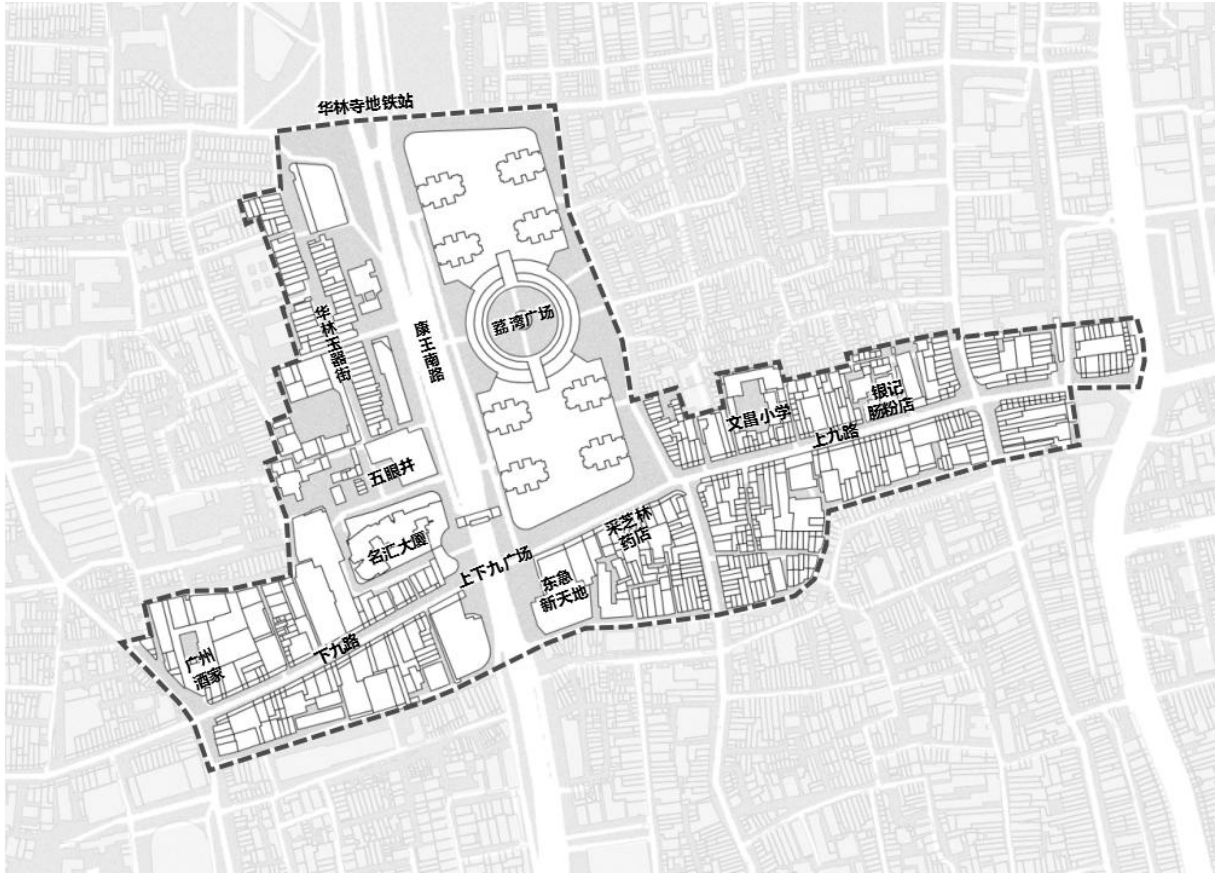 华林寺地铁站
华林玉器街
康王南路
荔湾广场
文昌小学
银记
肠粉店
上九路
五眼井
名汇大厦
上下九广场
采芝林
药店
东急
新天地
下九路
广州
酒家